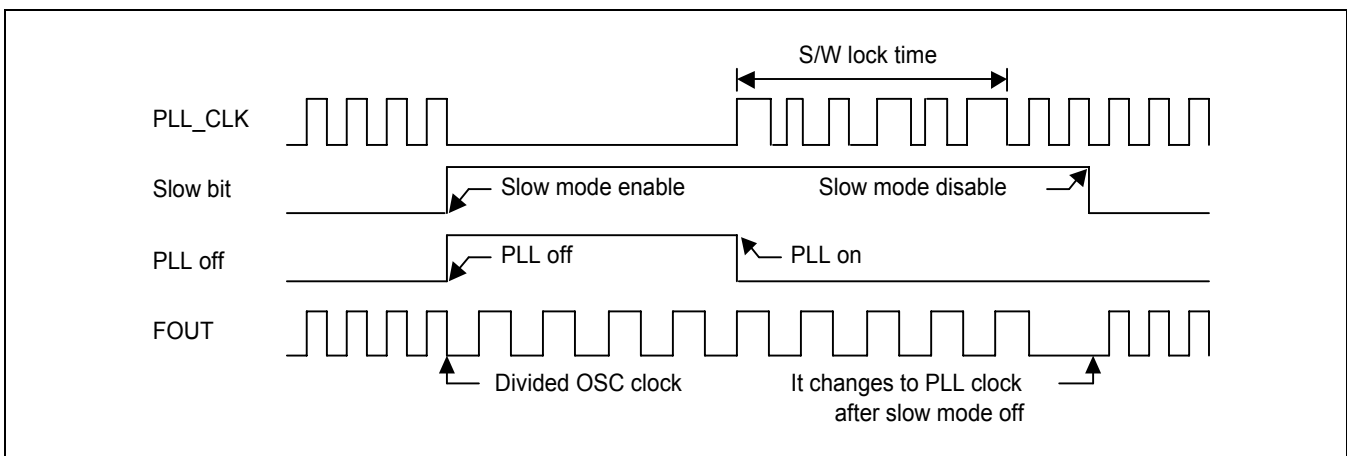 S/W lock time
PLL_CLK
Slow bit
Slow mode enable
Slow mode disable
PLL off
PLL off
PLL on
FOUT
Divided OSC clock
It changes to PLL clock
after slow mode off